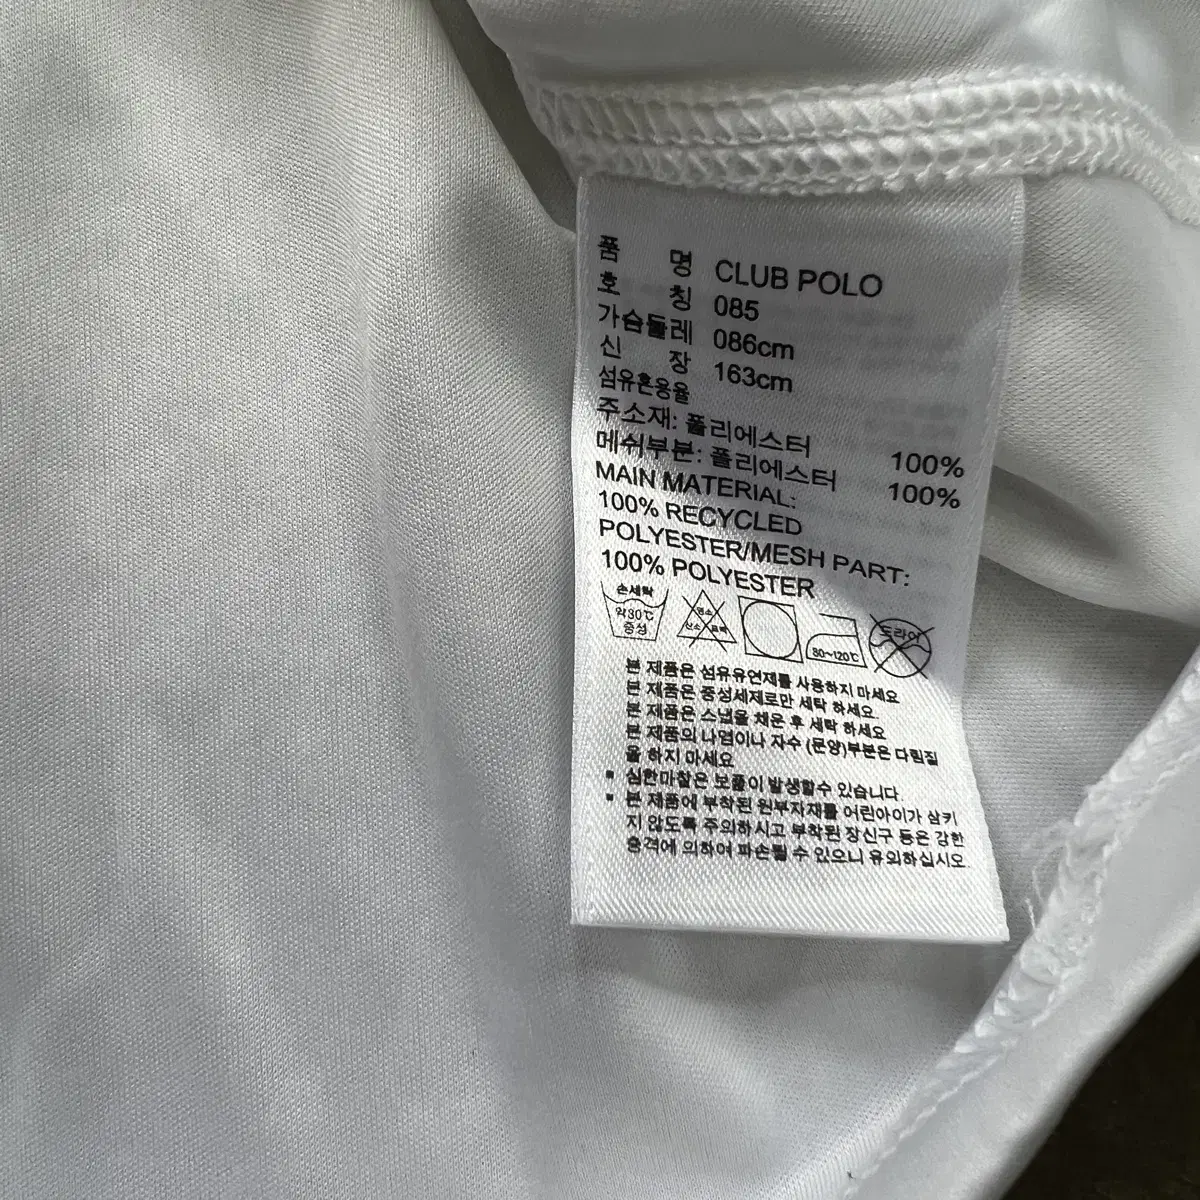 품 명 CLUB POLO
호 칭 085
가슴둘레 086cm
신 장 163cm
섬유혼용율
주소재: 폴리에스터 100%
메쉬부분: 폴리에스터 100%
MAIN MATERIAL:
100% RECYCLED
POLYESTER/MESH PART:
100% POLYESTER
손세탁
약30℃
중성
염소
산소 표백
80~120℃
드라이
본 제품은 섬유유연제를 사용하지 마세요
본 제품은 중성세제로만 세탁 하세요.
본 제품은 스냅을 채운 후 세탁 하세요
본 제품의 나염이나 자수 (문양)부분은 다림질
을 하지 마세요
▪ 심한마찰은 보풀이 발생할수 있습니다.
▪ 본 제품에 부착된 원부자재를 어린아이가 삼키
지 않도록 주의하시고 부착된 장신구 등은 강한
충격에 의하여 파손될 수 있으니 유의하십시오.